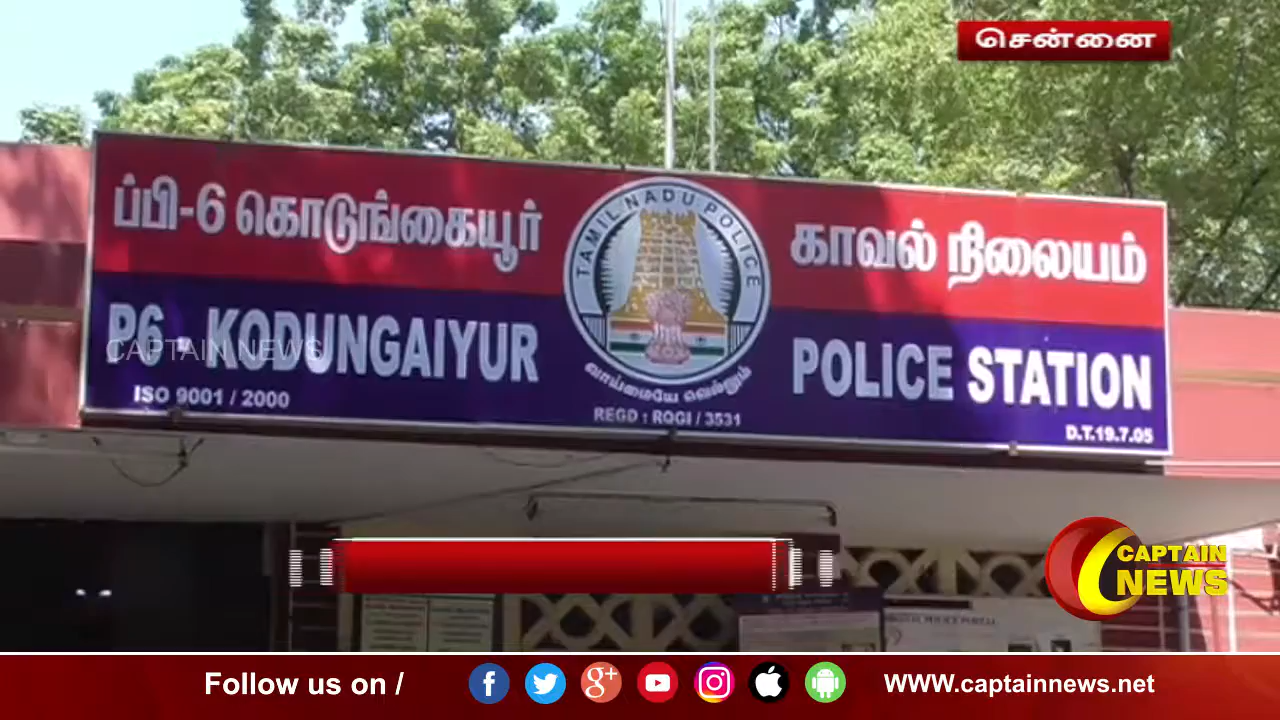 சென்னை
ப்பி-6 கொடுங்கையூர்
காவல் நிலையம்
TAMIL NADU POLICE
வாய்மையே வெல்லும்
P6 - KODUNGAIYUR
POLICE STATION
CAPTAIN NEWS
ISO 9001 / 2000
REGD : RQGI / 3531
D.T.19.7.05
CAPTAIN
NEWS
Follow us on /
WWW.captainnews.net